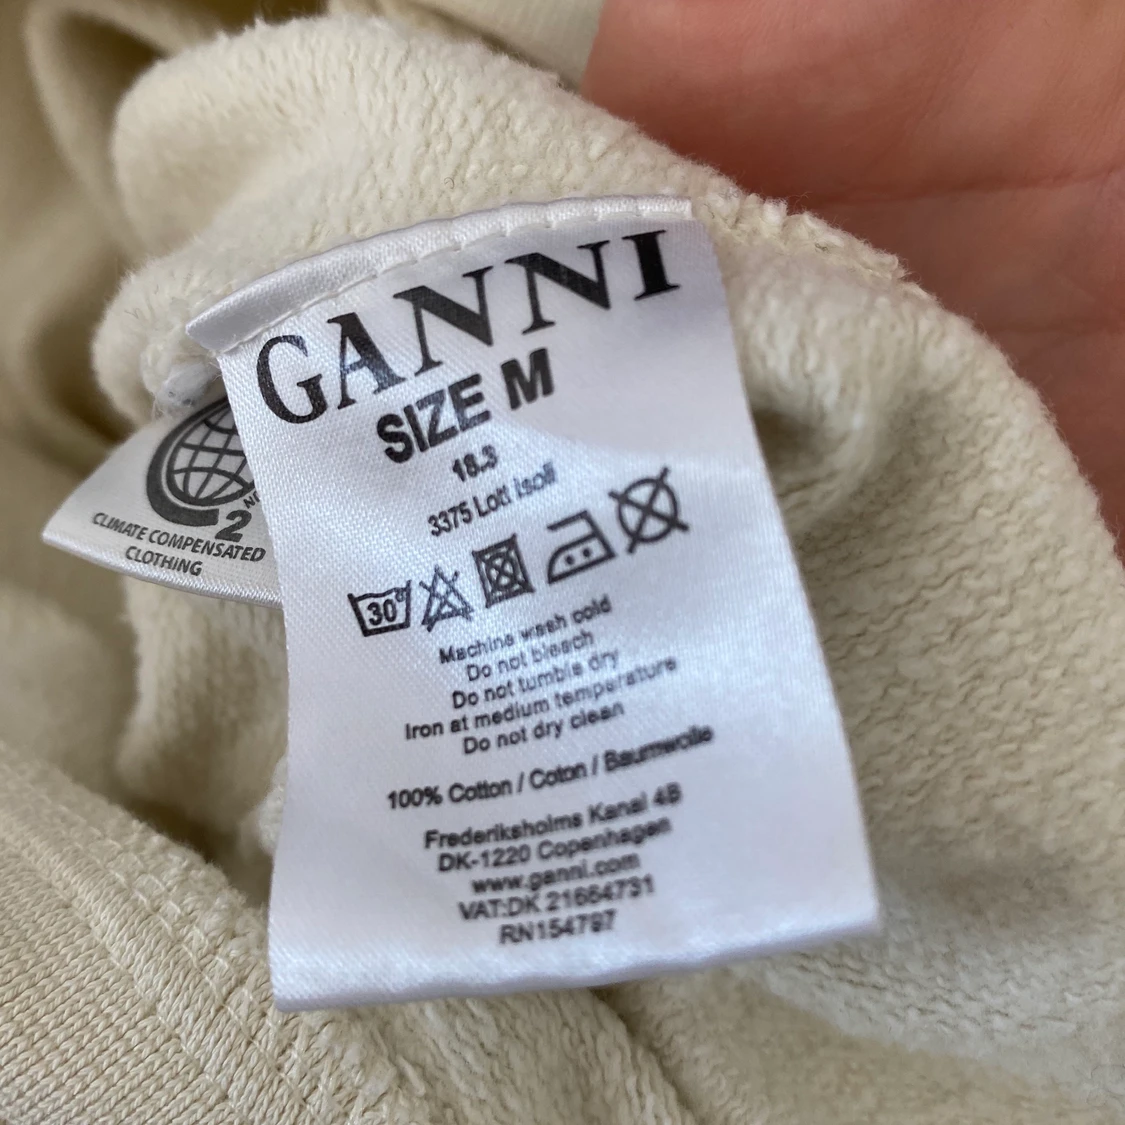 GANNI
SIZE M
18.3
3375 Lott Isoli
30°
Machine wash cold
Do not bleach
Do not tumble dry
Iron at medium temperature
Do not dry clean
100% Cotton / Coton / Baumwolle
Frederiksholms Kanal 4B
DK-1220 Copenhagen
www.ganni.com
VAT:DK 21664731
RN154797
2
CLIMATE COMPENSATED
CLOTHING